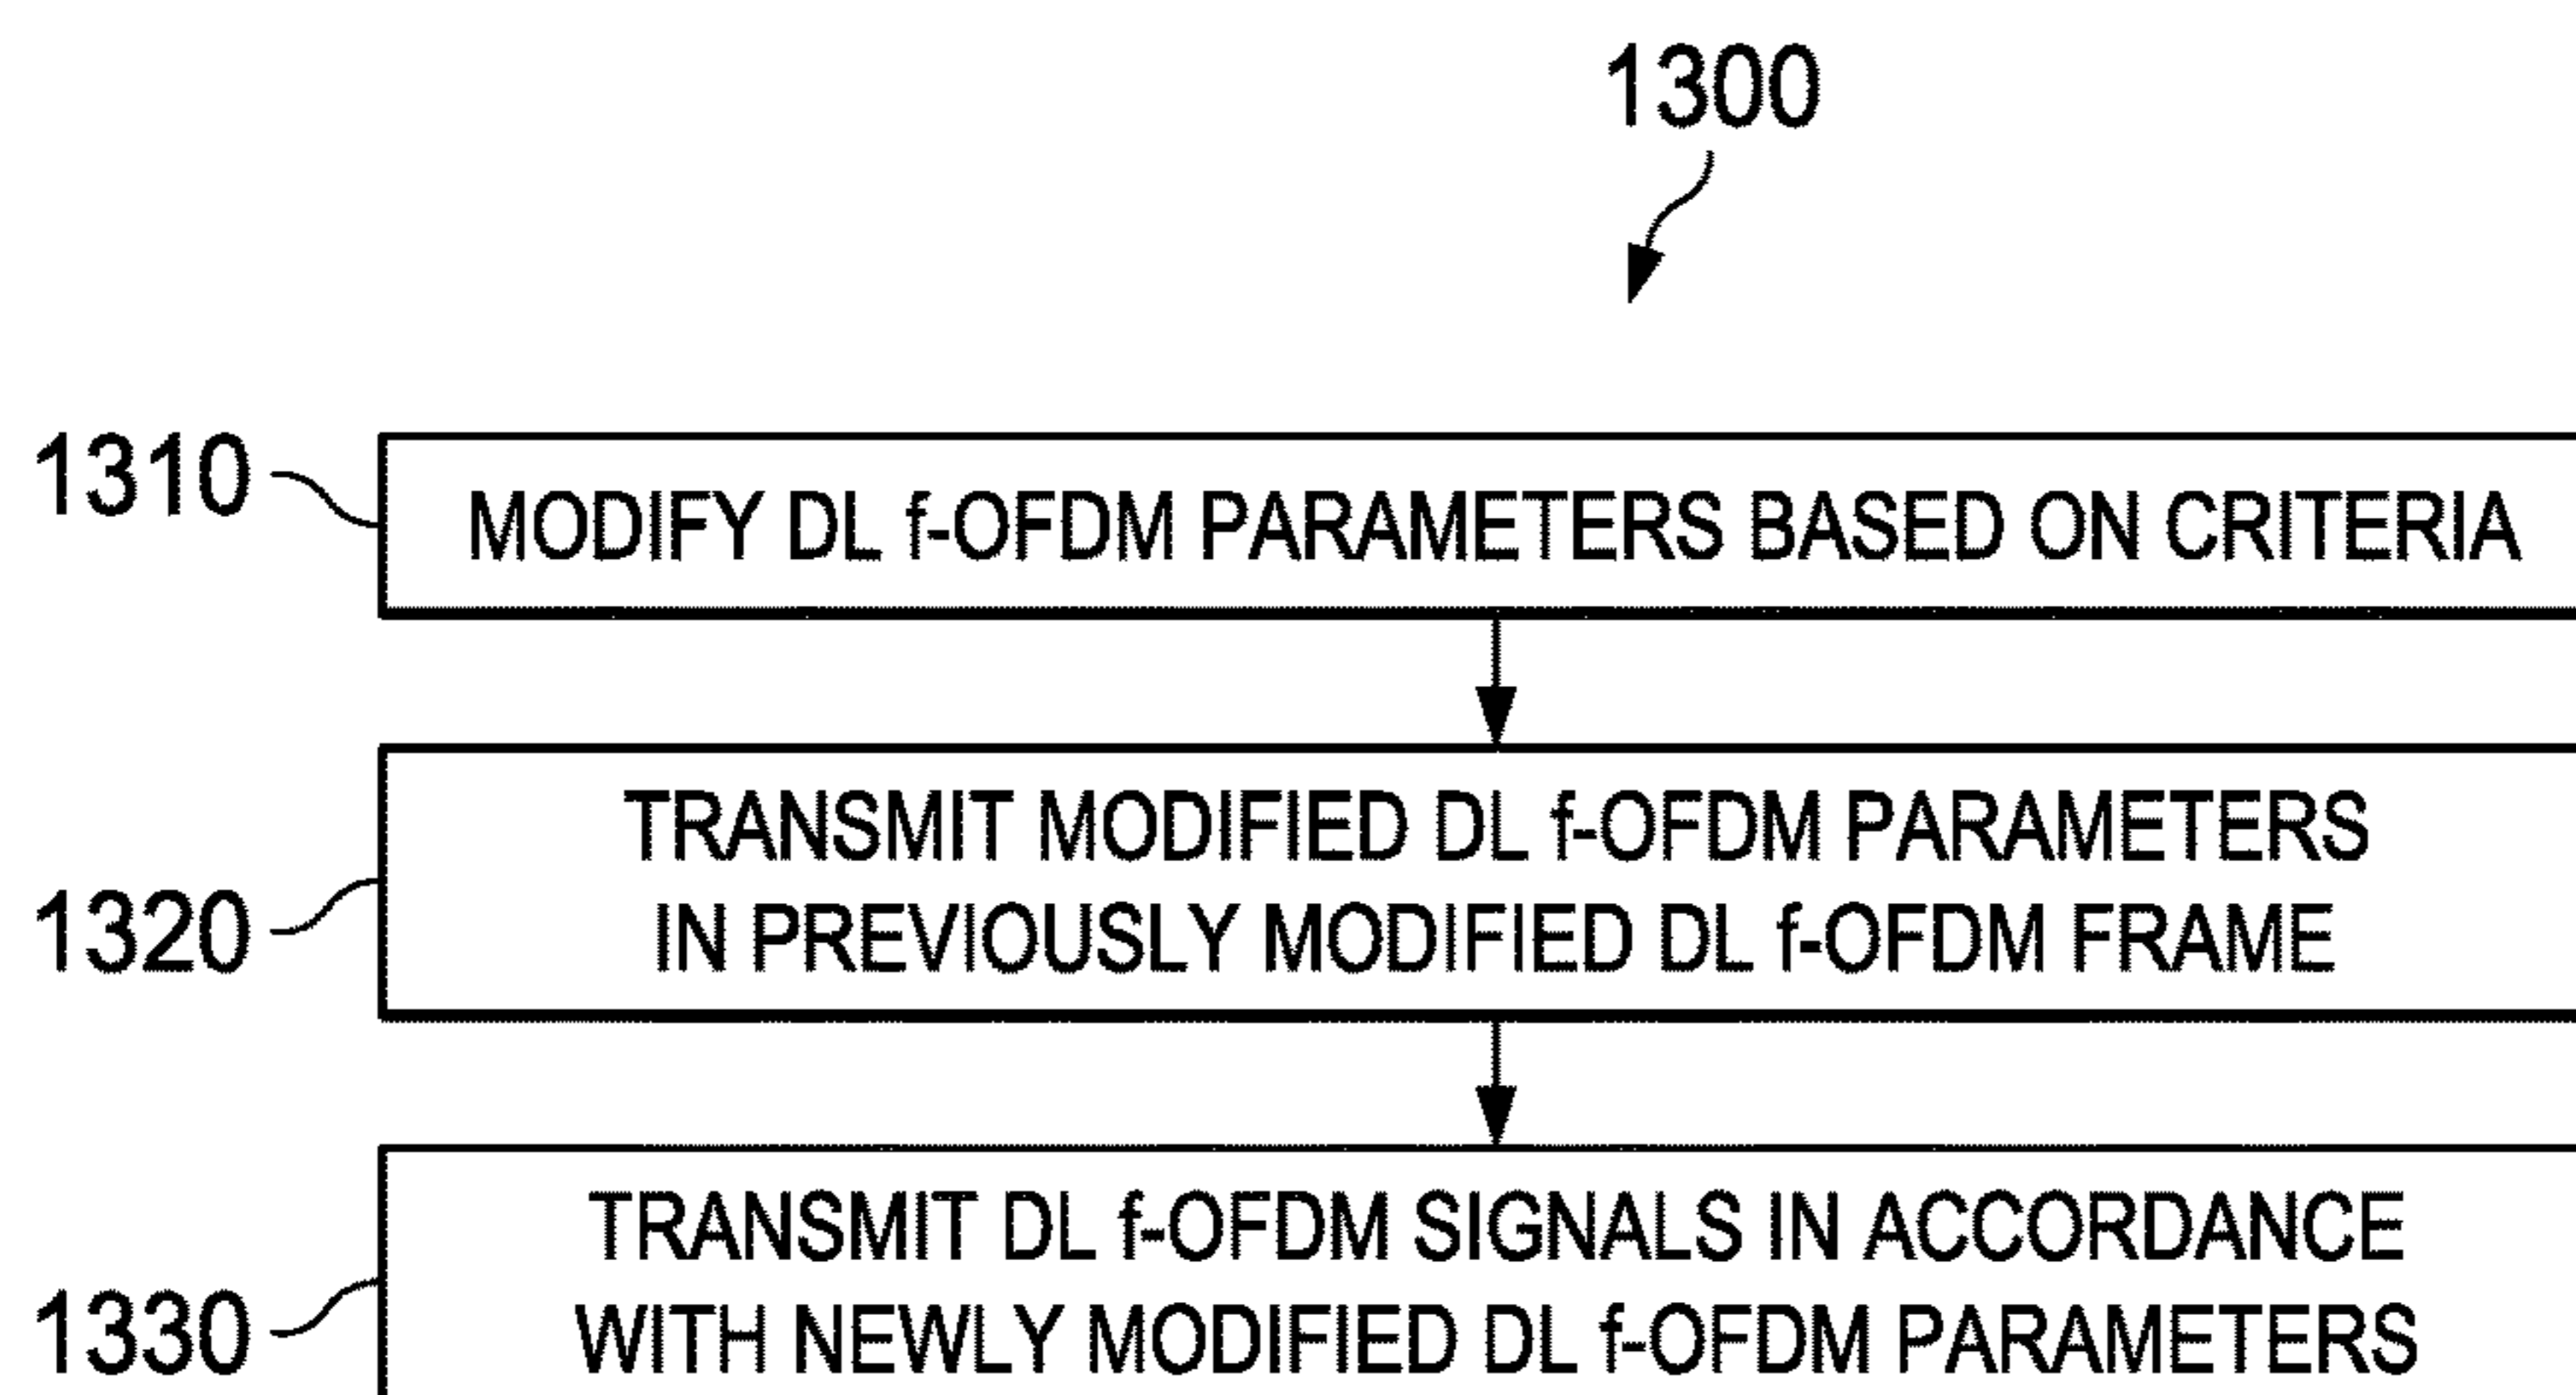 1300
1310
MODIFY DL f-OFDM PARAMETERS BASED ON CRITERIA
1320
TRANSMIT MODIFIED DL f-OFDM PARAMETERS
IN PREVIOUSLY MODIFIED DL f-OFDM FRAME
1330
TRANSMIT DL f-OFDM SIGNALS IN ACCORDANCE
WITH NEWLY MODIFIED DL f-OFDM PARAMETERS